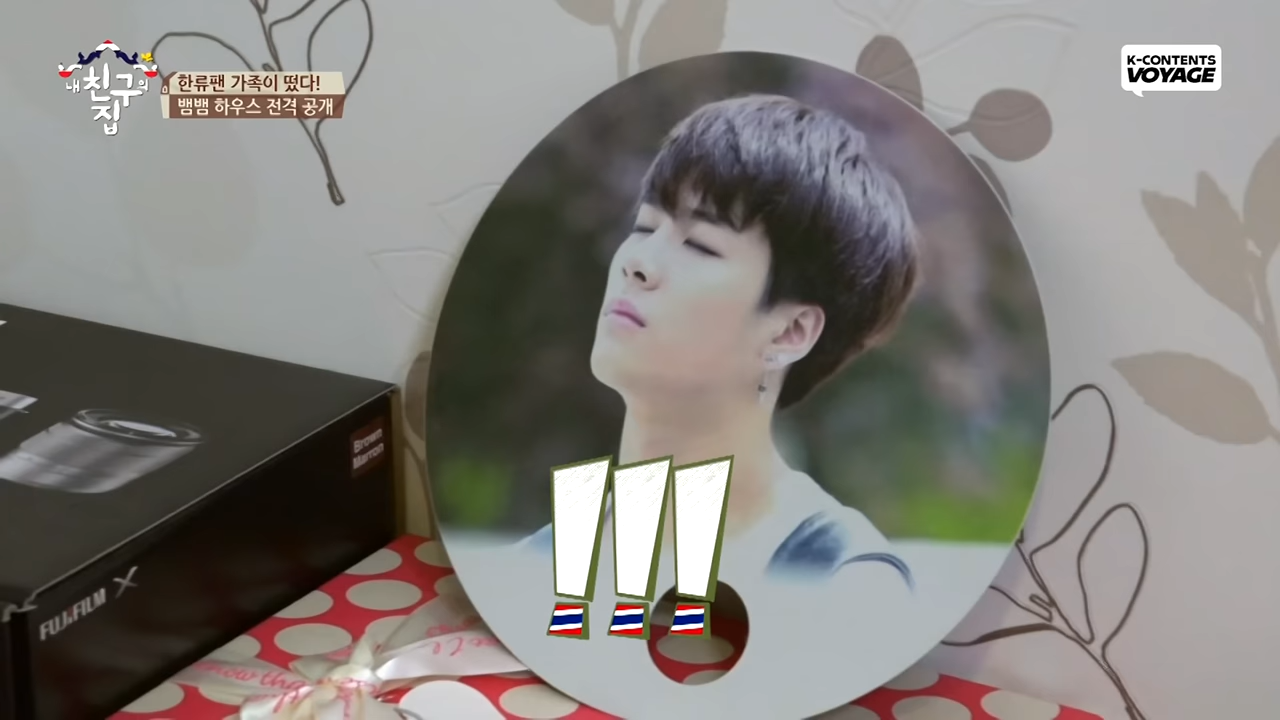 내 친구의 집
한류팬 가족이 떴다!
뱀뱀 하우스 전격 공개
K-CONTENTS
VOYAGE
!!!
Brown
Marron
FUJIFILM X